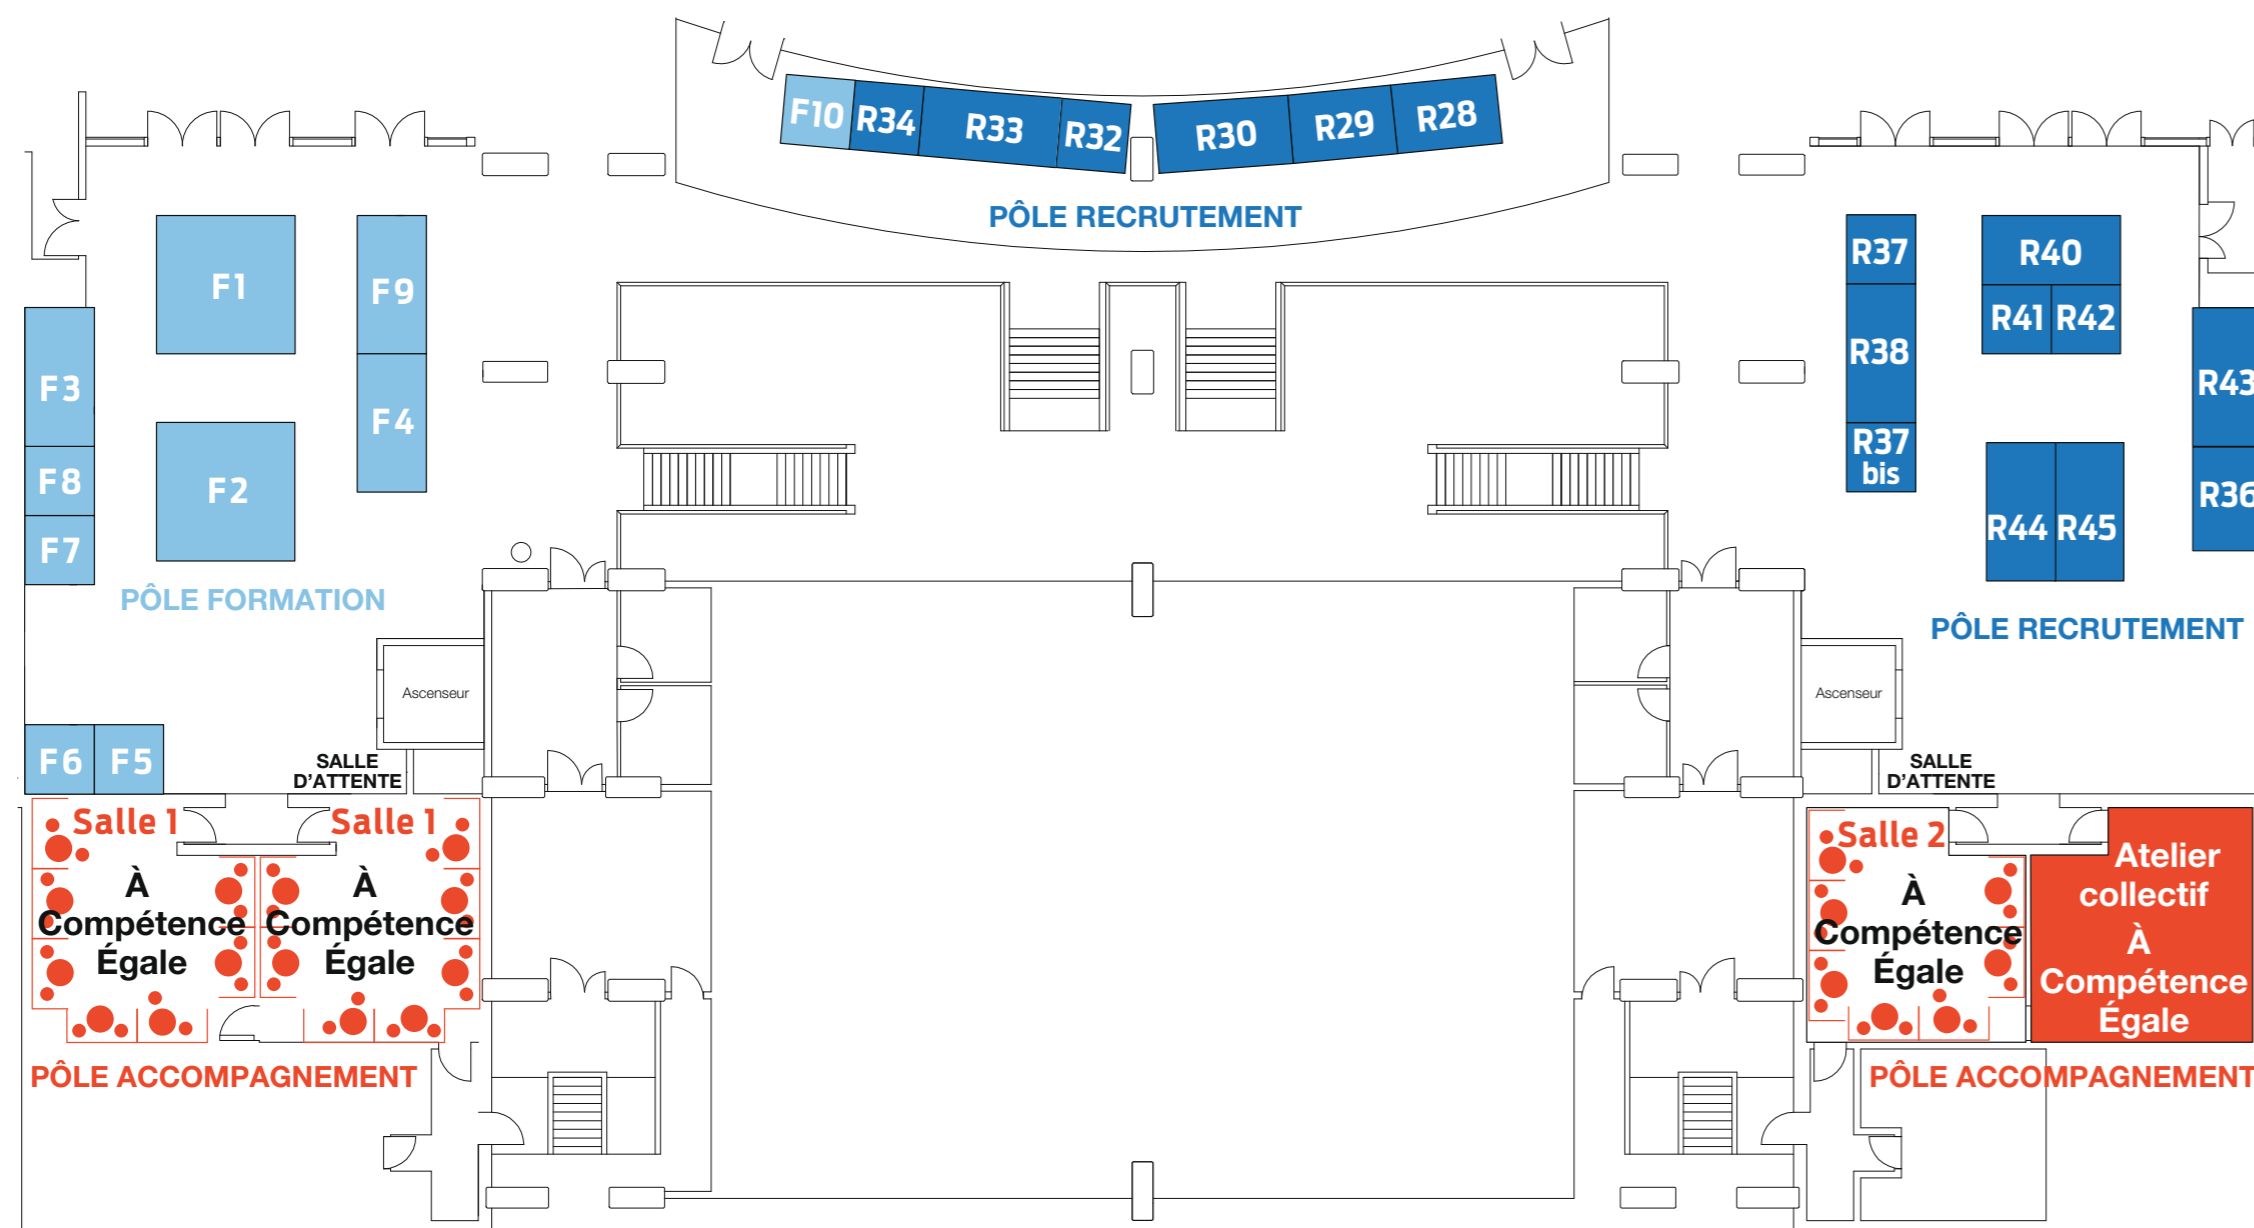 F10
R34
R33
R32
R30
R29
R28
PÔLE RECRUTEMENT
F1
F9
F3
F4
F8
F2
F7
PÔLE FORMATION
Ascenseur
F6
F5
SALLE
D'ATTENTE
Salle 1
À
Compétence
Égale
Salle 1
À
Compétence
Égale
PÔLE ACCOMPAGNEMENT
R37
R40
R41
R42
R38
R43
R37
bis
R36
R44
R45
PÔLE RECRUTEMENT
Ascenseur
SALLE
D'ATTENTE
Salle 2
À
Compétence
Égale
Atelier
collectif
À
Compétence
Égale
PÔLE ACCOMPAGNEMENT